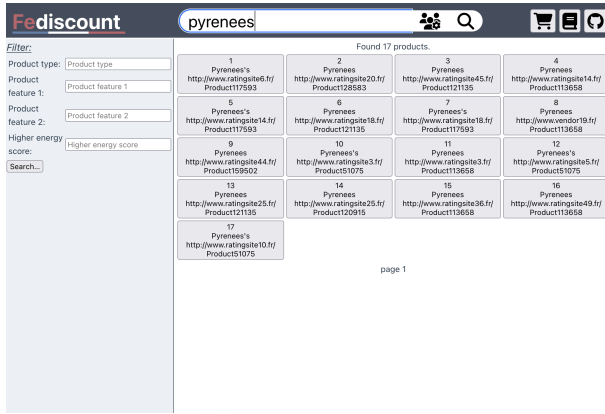 Fediscount
pyrenees
Filter:
Product type:
Product type
Product
feature 1:
Product feature 1
Product
feature 2:
Product feature 2
Higher energy
score:
Higher energy score
Search...
Found 17 products.
1
Pyrenees's
http://www.ratingsite6.fr/
Product117593
2
Pyrenees
http://www.ratingsite20.fr/
Product128583
3
Pyrenees
http://www.ratingsite45.fr/
Product121135
4
Pyrenees
http://www.ratingsite14.fr/
Product113658
5
Pyrenees
http://www.ratingsite14.fr/
Product117593
6
Pyrenees
http://www.ratingsite18.fr/
Product121135
7
Pyrenees
http://www.ratingsite18.fr/
Product117593
8
Pyrenees
http://www.vendor19.fr/
Product113658
9
Pyrenees
http://www.ratingsite44.fr/
Product159502
10
Pyrenees's
http://www.ratingsite3.fr/
Product51075
11
Pyrenees
http://www.ratingsite3.fr/
Product113658
12
Pyrenees's
http://www.ratingsite5.fr/
Product51075
13
Pyrenees
http://www.ratingsite25.fr/
Product121135
14
Pyrenees
http://www.ratingsite25.fr/
Product120915
15
Pyrenees
http://www.ratingsite36.fr/
Product113658
16
Pyrenees
http://www.ratingsite49.fr/
Product113658
17
Pyrenees's
http://www.ratingsite10.fr/
Product51075
page 1